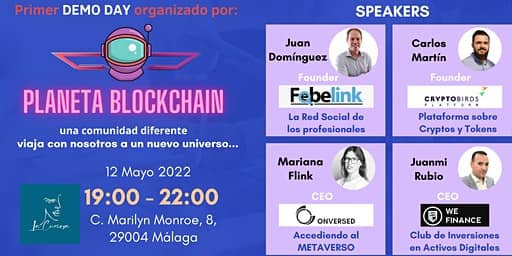 Primer DEMO DAY organizado por:
PLANETA BLOCKCHAIN
una comunidad diferente
viaja con nosotros a un nuevo universo...
12 Mayo 2022
19:00 - 22:00
C. Marilyn Monroe, 8,
29004 Málaga
SPEAKERS
Juan
Domínguez
Founder
Febelink
La Red Social de
los profesionales
Carlos
Martín
Founder
CRYPTOBIRDS
PLATFORM
Plataforma sobre
Cryptos y Tokens
Mariana
Flink
CEO
ONVERSED
Accediendo al
METAVERSO
Juanmi
Rubio
CEO
WE
FINANCE
Club de Inversiones
en Activos Digitales